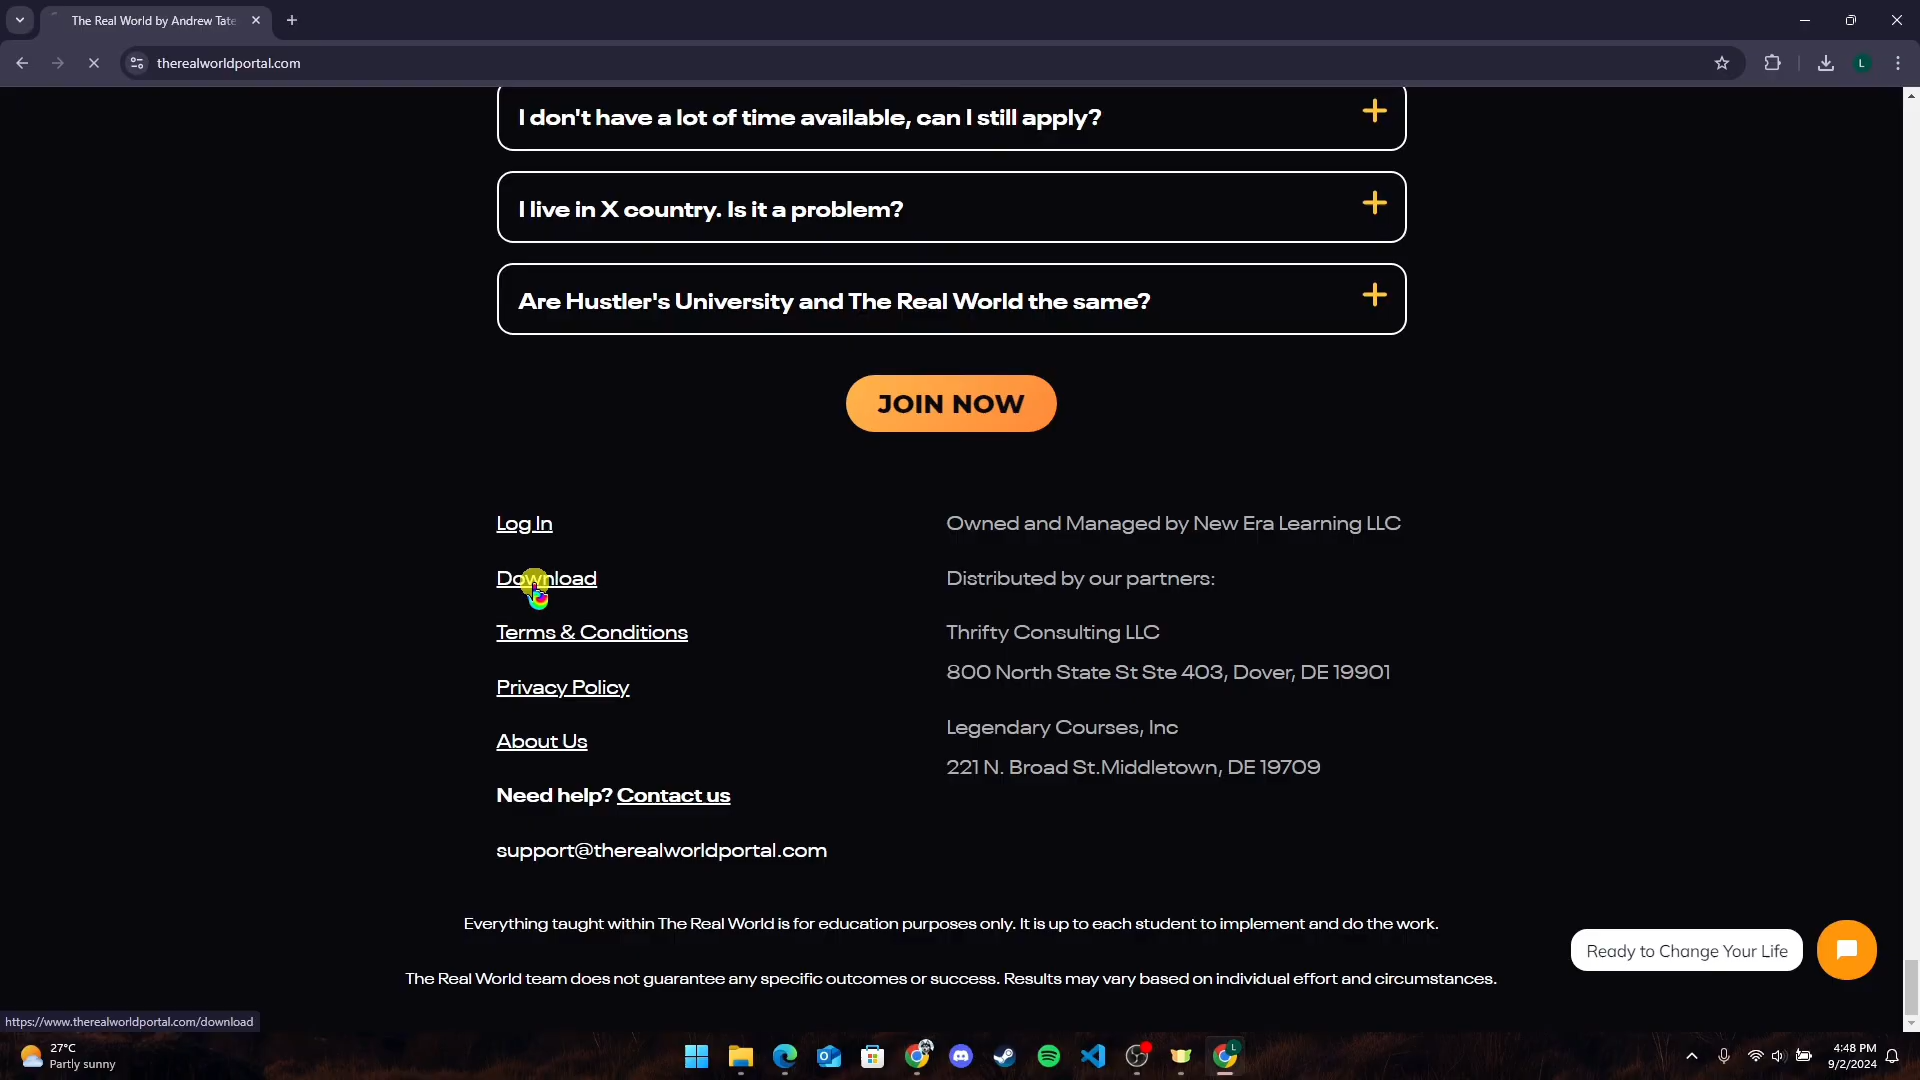 The Real World by Andrew Tate
therealworldportal.com
L
I don't have a lot of time available, can I still apply?
I live in X country. Is it a problem?
Are Hustler's University and The Real World the same?
JOIN NOW
Log In
Download
Terms & Conditions
Privacy Policy
About Us
Need help? Contact us
support@therealworldportal.com
Owned and Managed by New Era Learning LLC
Distributed by our partners:
Thrifty Consulting LLC
800 North State St Ste 403, Dover, DE 19901
Legendary Courses, Inc
221 N. Broad St.Middletown, DE 19709
Everything taught within The Real World is for education purposes only. It is up to each student to implement and do the work.
Ready to Change Your Life
The Real World team does not guarantee any specific outcomes or success. Results may vary based on individual effort and circumstances.
https://www.therealworldportal.com/download
27°C
Partly sunny
4:48 PM
9/2/2024